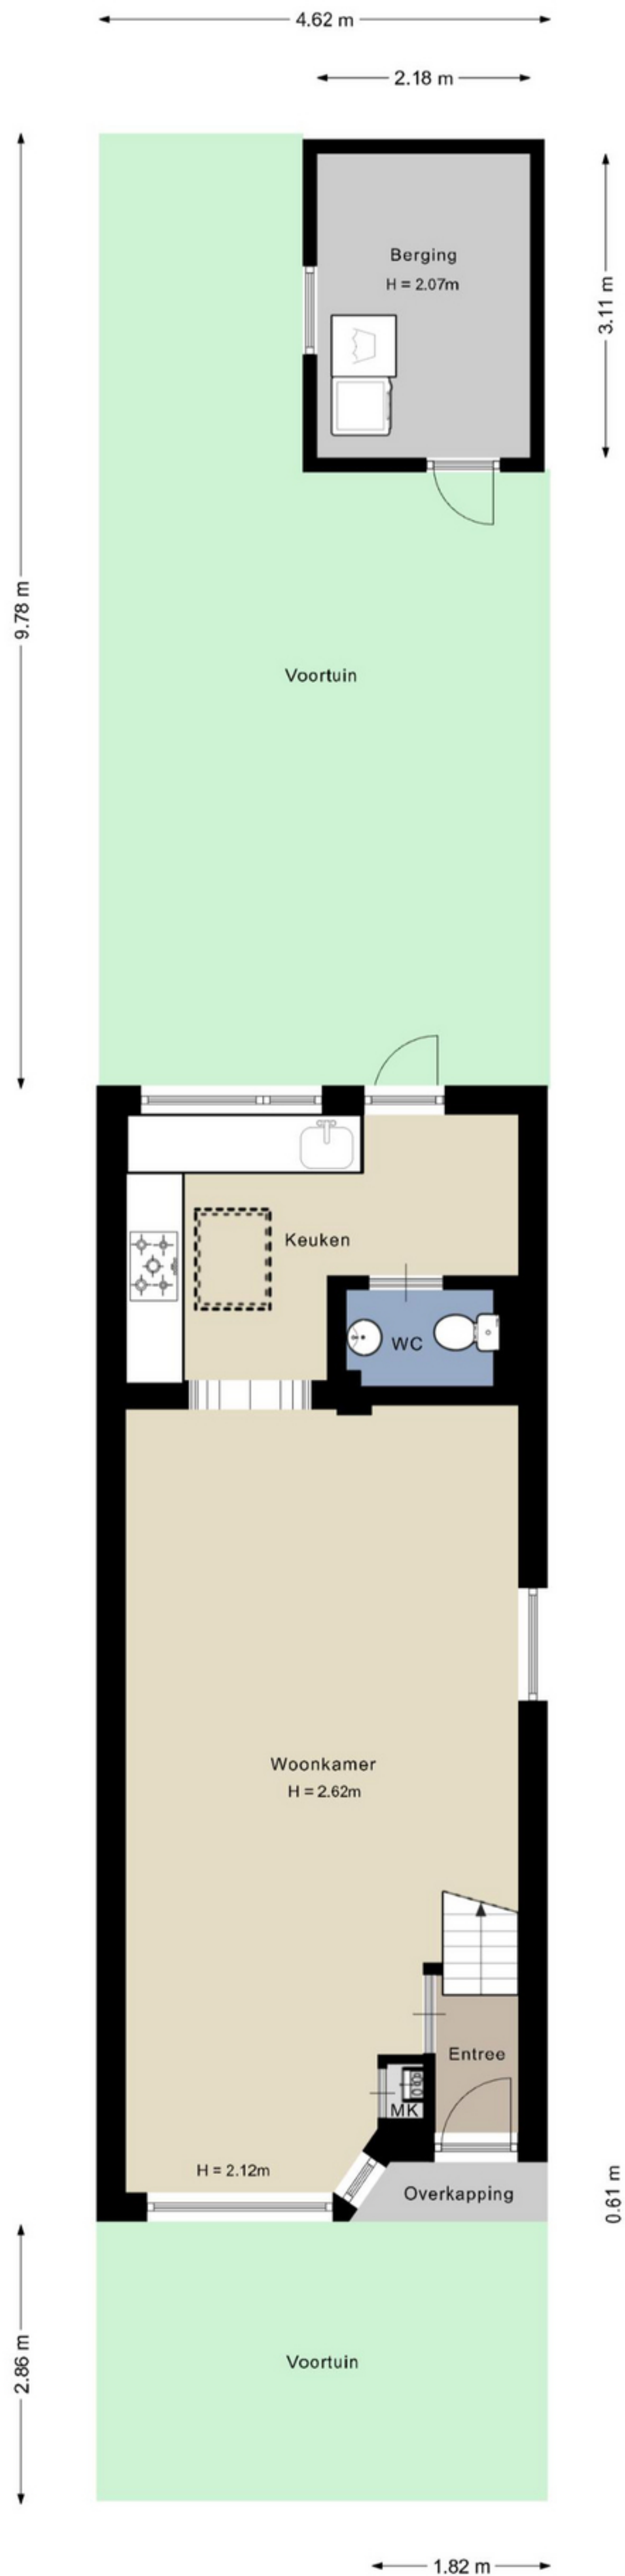 4.62 m
2.18 m
Berging
H = 2.07m
3.11 m
9.78 m
Voortuin
Keuken
WC
Woonkamer
H = 2.62m
Entree
MK
H = 2.12m
Overkapping
0.61 m
Voortuin
2.86 m
1.82 m